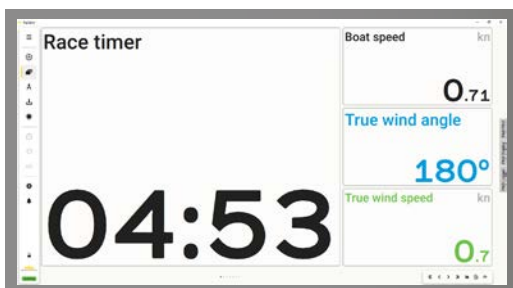 Race timer
04:53
Boat speed kn
0.71
True wind angle
180°
True wind speed kn
0.7